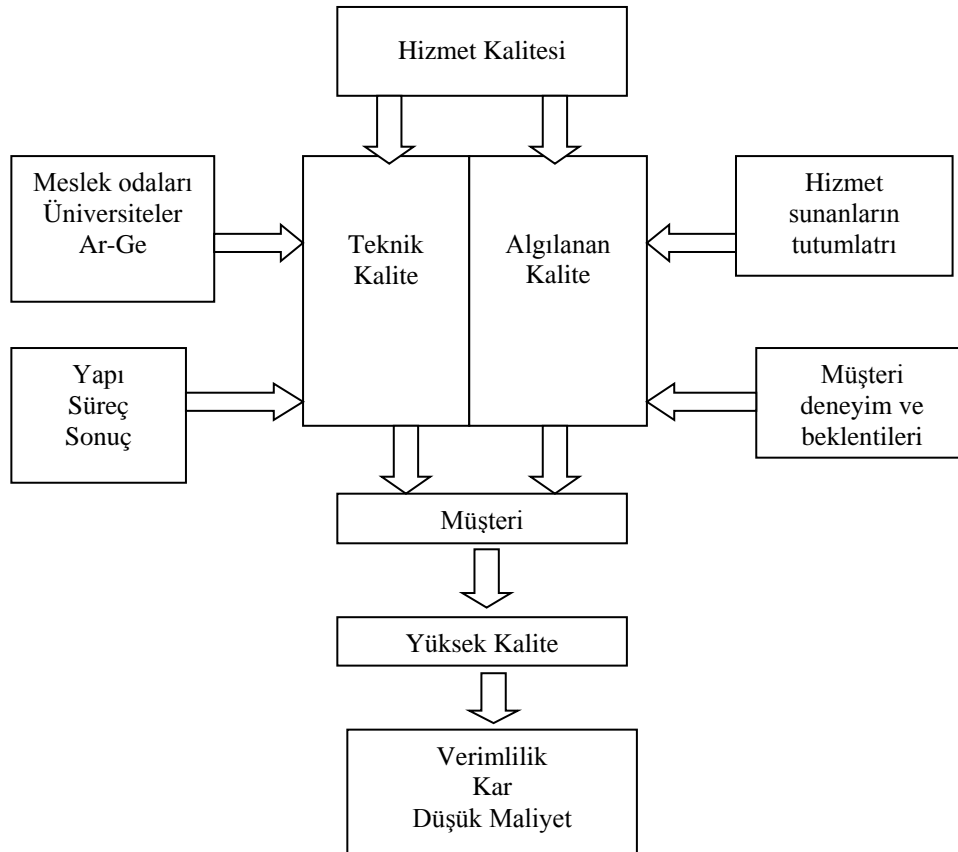 Hizmet Kalitesi
Meslek odaları
Üniversiteler
Ar-Ge
Teknik
Kalite
Algılanan
Kalite
Hizmet
sunanların
tutumlatrı
Yapı
Süreç
Sonuç
Müşteri
deneyim ve
beklentileri
Müşteri
Yüksek Kalite
Verimlilik
Kar
Düşük Maliyet